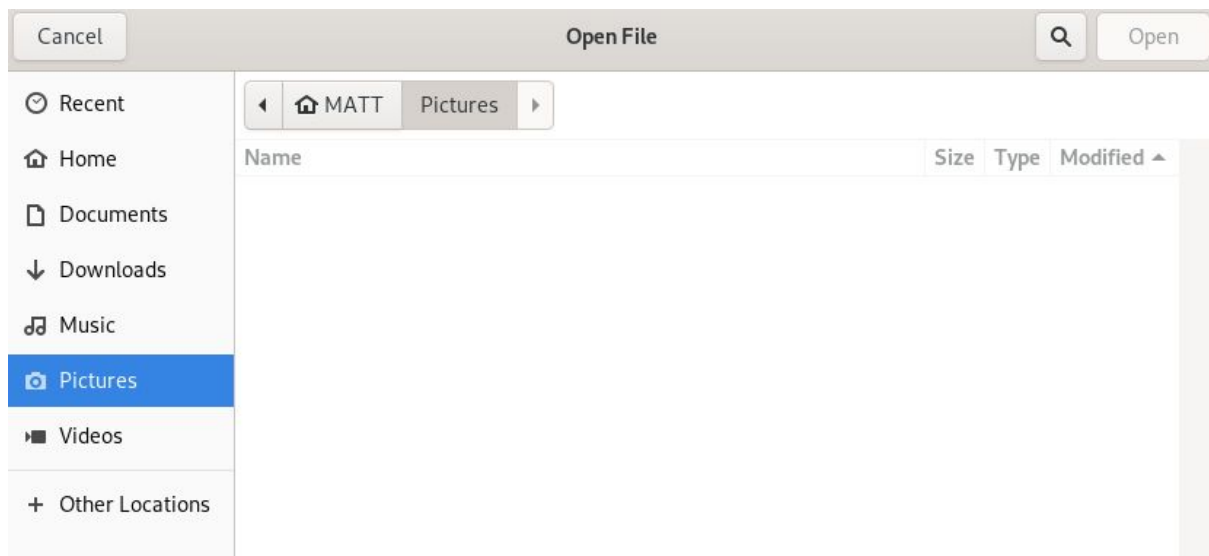 Cancel Open File Open
Recent
MATT Pictures
Home
Name Size Type Modified
Documents
Downloads
Music
Pictures
Videos
+ Other Locations